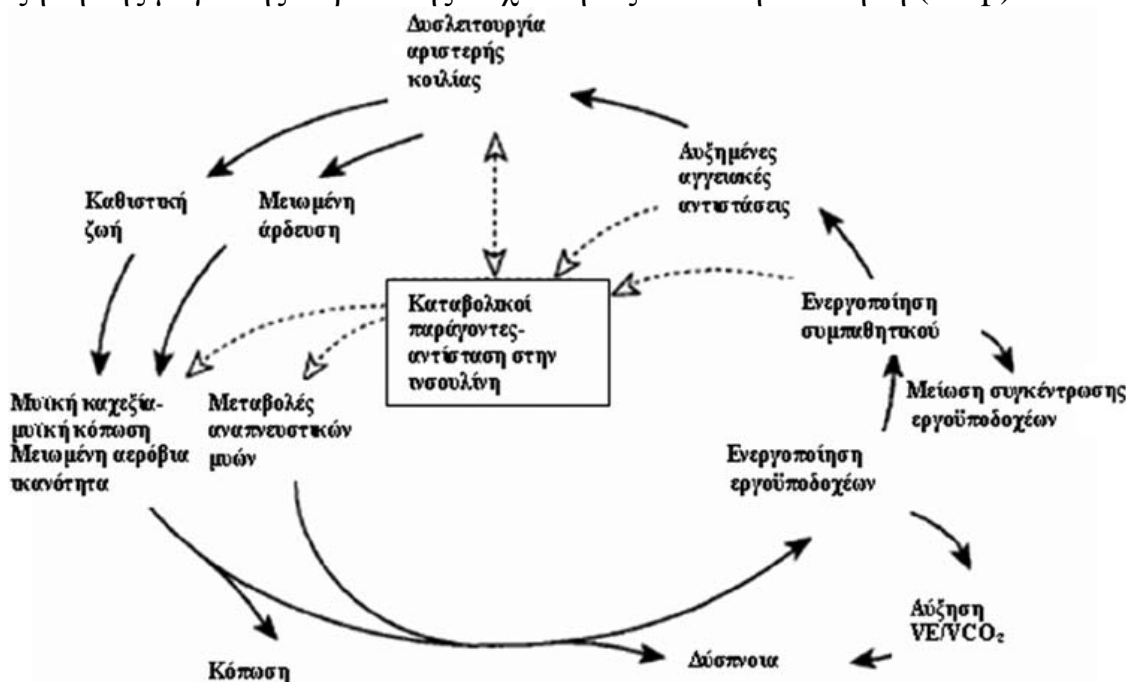 Δυσλειτουργία
αριστερής
κοιλίας
Αυξημένες
αγγειακές
αντιστάσεις
Καθιστική
ζωή
Μειωμένη
άρδευση
Καταβολικοί
παράγοντες-
αντίσταση στην
ινσουλίνη
Ενεργοποίηση
συμπαθητικού
Μείωση συγκέντρωσης
εργοϋποδοχέων
Μυϊκή καχεξία-
μυϊκή κόπωση
Μειωμένη αερόβια
ικανότητα
Μεταβολές
αναπνευστικών
μυών
Ενεργοποίηση
εργοϋποδοχέων
Αύξηση
VE/VCO₂
Κόπωση
Δύσπνοια